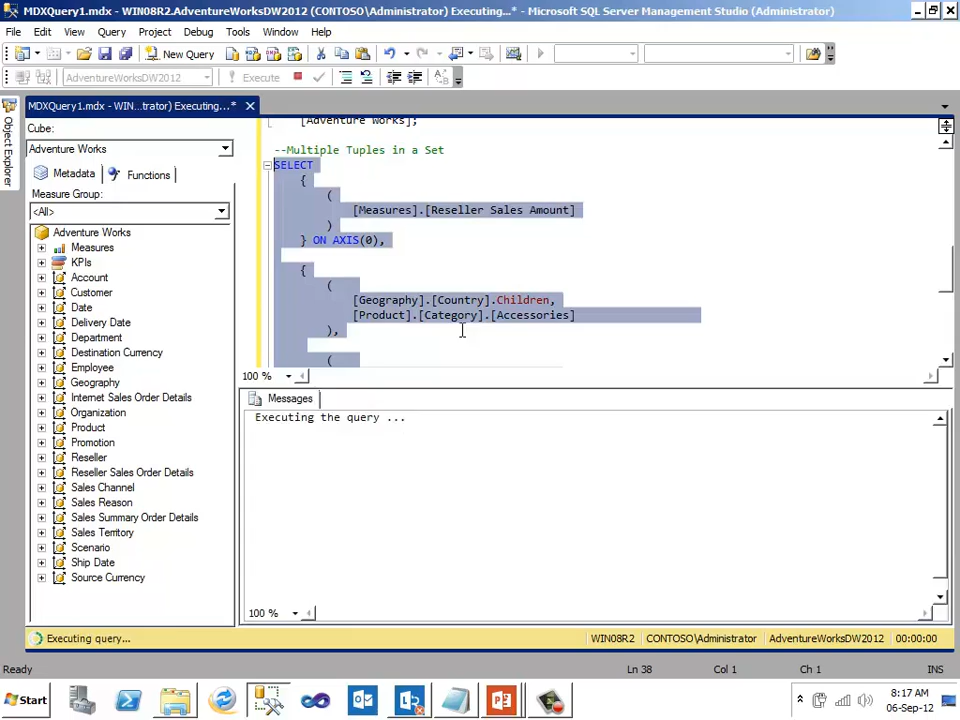 MDXQuery1.mdx - WIN08R2.AdventureWorksDW2012 (CONTOSO\Administrator) Executing...* - Microsoft SQL Server Management Studio (Administrator)
File Edit View Query Project Debug Tools Window Help
New Query
AdventureWorksDW2012 Execute
MDXQuery1.mdx - WIN...trator) Executing...*
Object Explorer
Cube:
Adventure Works
Metadata Functions
Measure Group:
<All>
Adventure Works
Measures
KPIs
Account
Customer
Date
Delivery Date
Department
Destination Currency
Employee
Geography
Internet Sales Order Details
Organization
Product
Promotion
Reseller
Reseller Sales Order Details
Sales Channel
Sales Reason
Sales Summary Order Details
Sales Territory
Scenario
Ship Date
Source Currency
[Adventure Works];
--Multiple Tuples in a Set
SELECT
{
(
[Measures].[Reseller Sales Amount]
)
} ON AXIS(0),
{
(
[Geography].[Country].Children,
[Product].[Category].[Accessories]
),
(
100 %
Messages
Executing the query ...
100 %
Executing query... WIN08R2 CONTOSO\Administrator AdventureWorksDW2012 00:00:00
Ready Ln 38 Col 1 Ch 1 INS
Start 8:17 AM
06-Sep-12